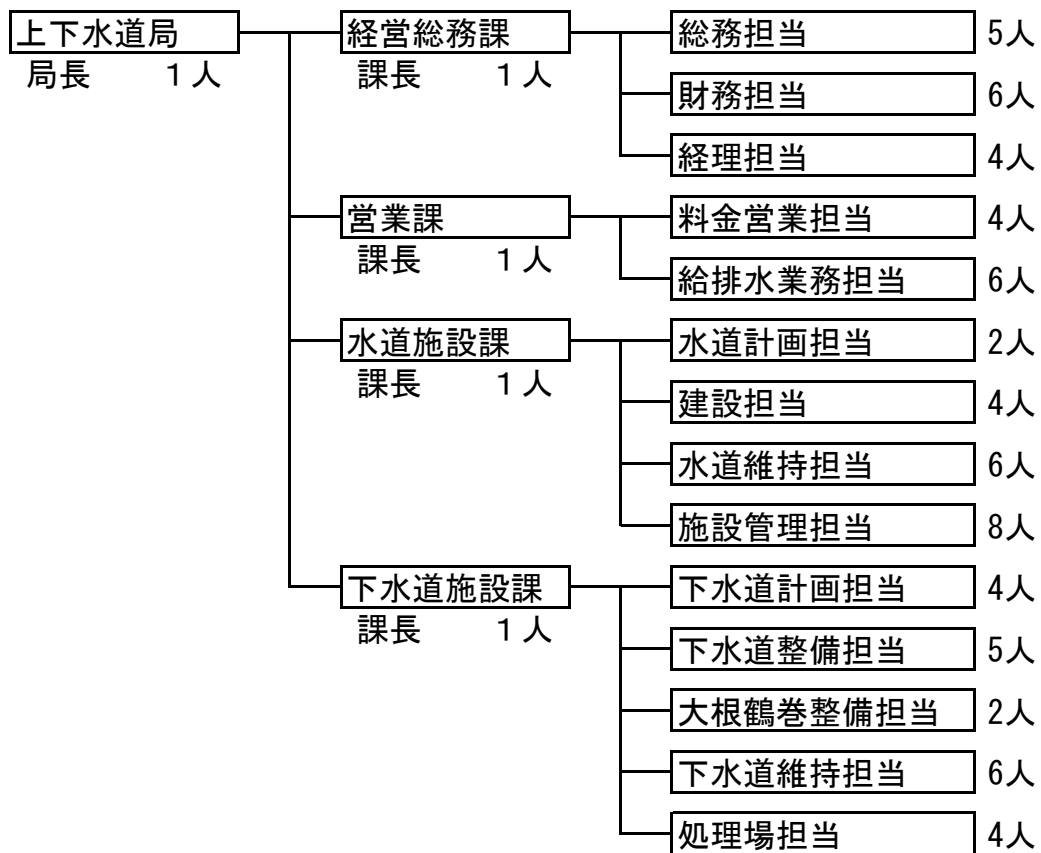 上下水道局 経営総務課 総務担当 5人
局長 1人 課長 1人
財務担当 6人
経理担当 4人
営業課 料金営業担当 4人
課長 1人
給排水業務担当 6人
水道施設課 水道計画担当 2人
課長 1人
建設担当 4人
水道維持担当 6人
施設管理担当 8人
下水道施設課 下水道計画担当 4人
課長 1人
下水道整備担当 5人
大根鶴巻整備担当 2人
下水道維持担当 6人
処理場担当 4人